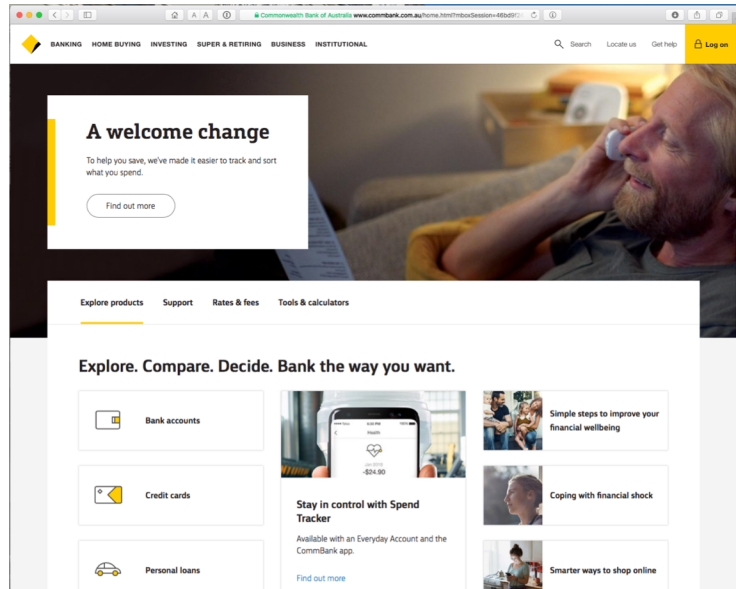 A A
Commonwealth Bank of Australia www.commbank.com.au/home.html?mboxSession=46bd9f24
BANKING HOME BUYING INVESTING SUPER & RETIRING BUSINESS INSTITUTIONAL
Search Locate us Get help Log on
A welcome change
To help you save, we've made it easier to track and sort
what you spend.
Find out more
Explore products Support Rates & fees Tools & calculators
Explore. Compare. Decide. Bank the way you want.
Bank accounts
Credit cards
Personal loans
Health
Jan 2018
-$24.90
Stay in control with Spend
Tracker
Available with an Everyday Account and the
CommBank app.
Find out more
Simple steps to improve your
financial wellbeing
Coping with financial shock
Smarter ways to shop online